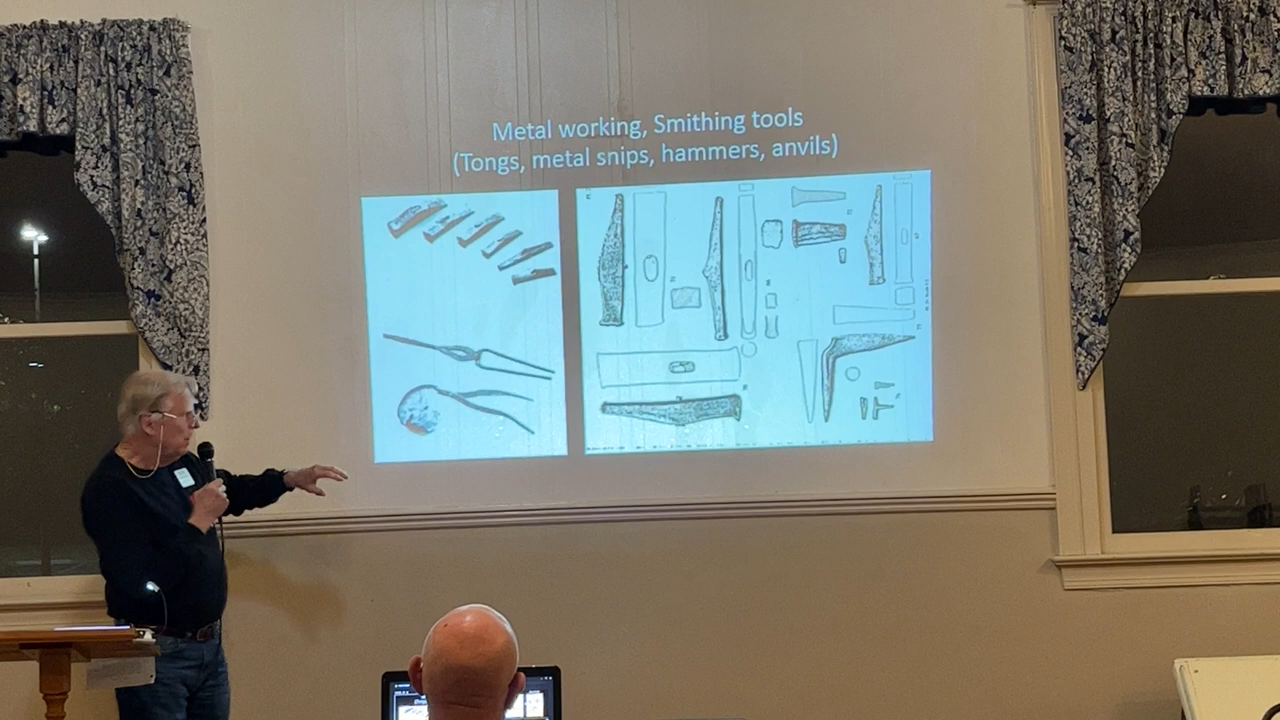 Metal working, Smithing tools
(Tongs, metal snips, hammers, anvils)